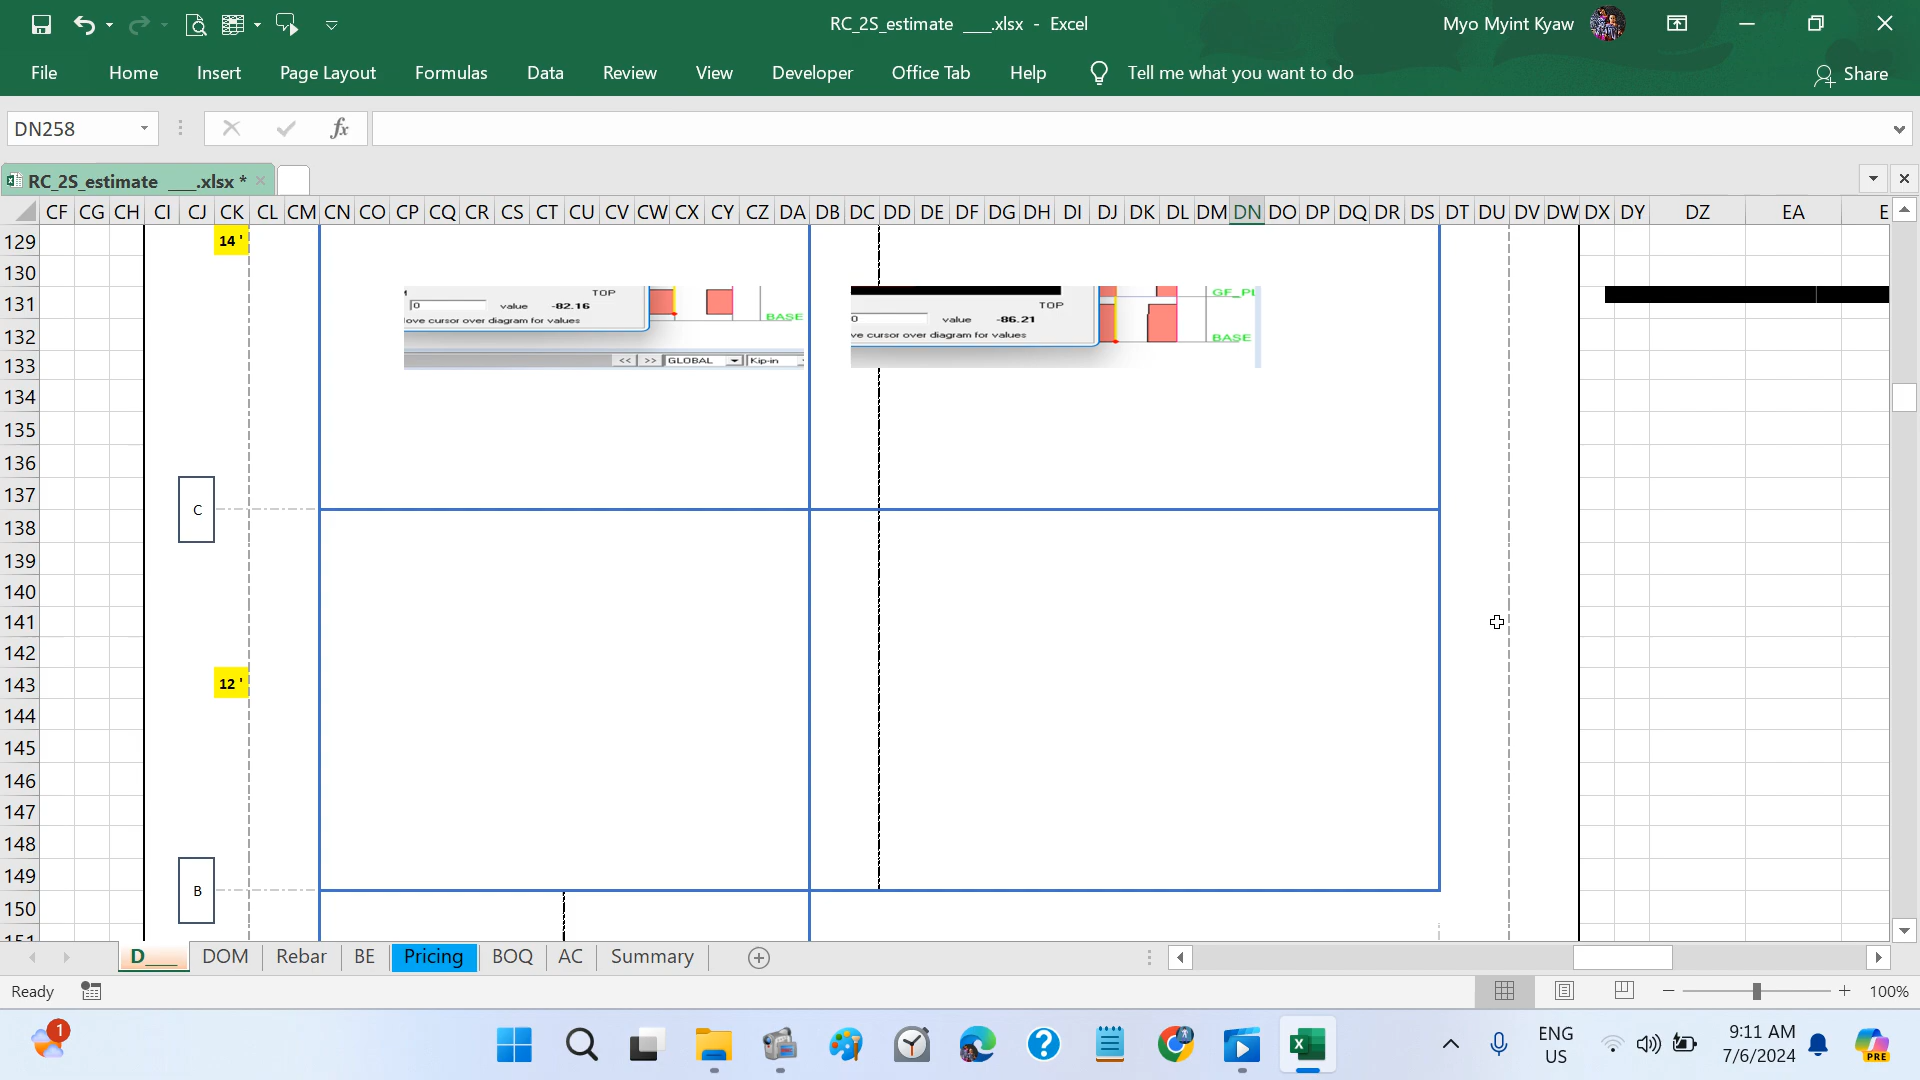 RC_2S_estimate ___.xlsx - Excel
Myo Myint Kyaw
File Home Insert Page Layout Formulas Data Review View Developer Office Tab Help Tell me what you want to do
Share
DN258
fx
RC_2S_estimate ___.xlsx *
CF CG CH CI CJ CK CL CM CN CO CP CQ CR CS CT CU CV CW CX CY CZ DA DB DC DD DE DF DG DH DI DJ DK DL DM DN DO DP DQ DR DS DT DU DV DW DX DY DZ EA E
129
14 '
130
TOP
GF_PL
131
0 value -82.16
TOP
love cursor over diagram for values
BASE
0 value -86.21
132
ve cursor over diagram for values
BASE
133
<< >> GLOBAL Kip-in
134
135
136
137
C
138
139
140
141
142
143
12 '
144
145
146
147
148
149
B
150
151
D___ DOM Rebar BE Pricing BOQ AC Summary
Ready
100%
1
ENG
US
9:11 AM
7/6/2024
PRE